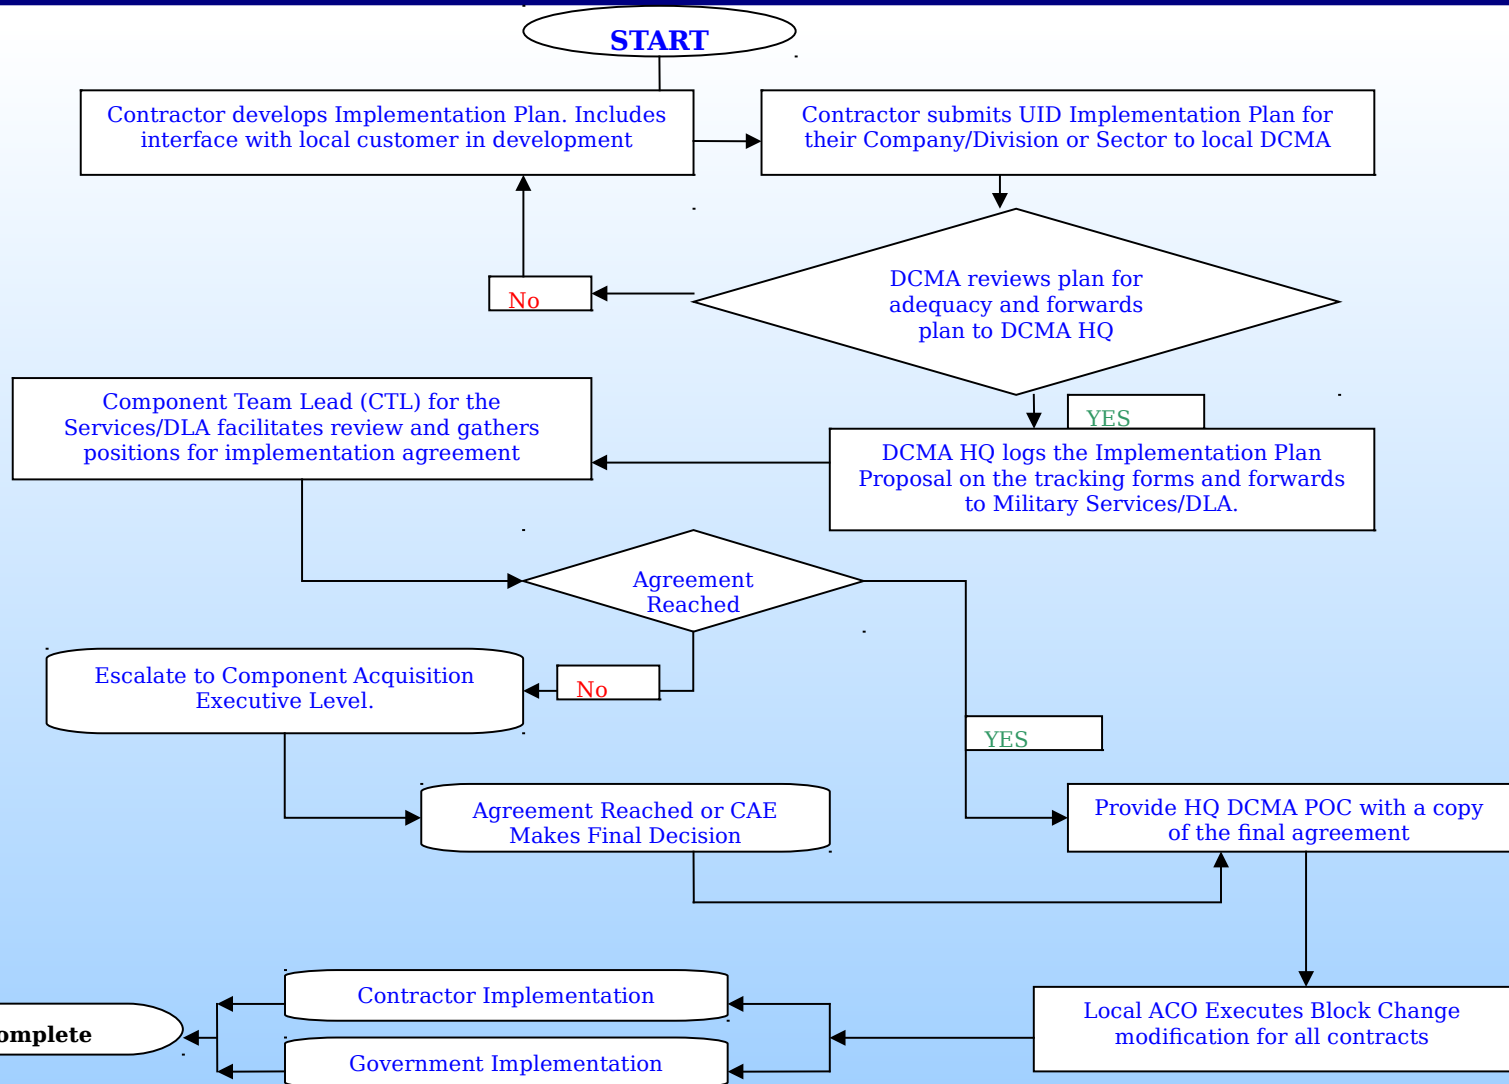 START
Contractor develops Implementation Plan. Includes
interface with local customer in development
Contractor submits UID Implementation Plan for
their Company/Division or Sector to local DCMA
DCMA reviews plan for
adequacy and forwards
plan to DCMA HQ
No
YES
Component Team Lead (CTL) for the
Services/DLA facilitates review and gathers
positions for implementation agreement
DCMA HQ logs the Implementation Plan
Proposal on the tracking forms and forwards
to Military Services/DLA.
Agreement
Reached
No
Escalate to Component Acquisition
Executive Level.
YES
Agreement Reached or CAE
Makes Final Decision
Provide HQ DCMA POC with a copy
of the final agreement
Contractor Implementation
Local ACO Executes Block Change
modification for all contracts
omplete
Government Implementation